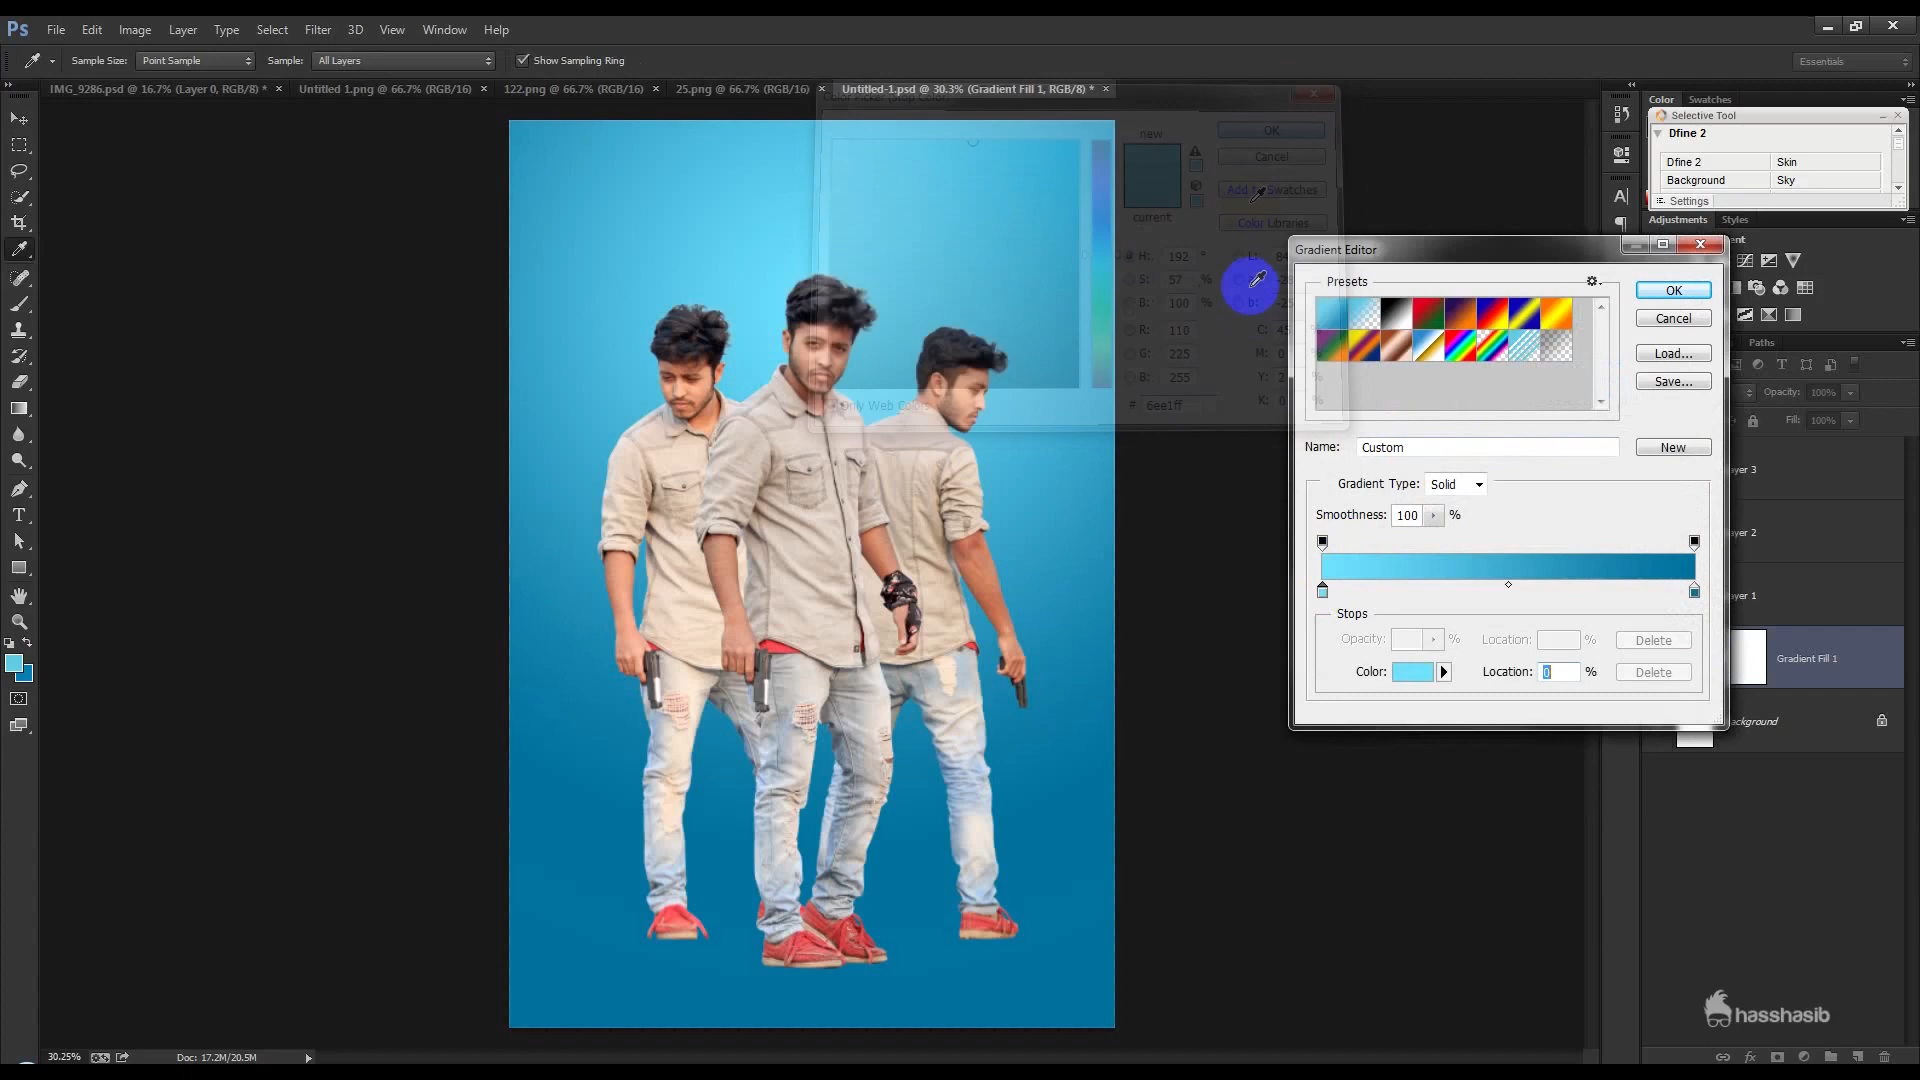 Ps File Edit Image Layer Type Select Filter 3D View Window Help
Sample Size: Point Sample Sample: All Layers Show Sampling Ring Essentials
IMG_9286.psd @ 16.7% (Layer 0, RGB/8) * × Untitled 1.png @ 66.7% (RGB/16) × 122.png @ 66.7% (RGB/16) × 25.png @ 66.7% (RGB/16) × Untitled-1.psd @ 30.3% (Gradient Fill 1, RGB/8) * ×
Color Swatches
Selective Tool
Dfine 2
Dfine 2 Skin
Background Sky
Settings
Adjustments Styles
Color Picker (Stop Color)
new
OK
Cancel
Add to Swatches
current
Color Libraries
H: 192 °
S: 57 %
B: 100 %
R: 110 C: 45
G: 225 M: 0
B: 255 Y: 2 %
# 6ee1ff K: 0 %
Only Web Colors
Gradient Editor
Presets
OK
Cancel
Load...
Save...
Name: Custom New
Gradient Type: Solid
Smoothness: 100 %
Stops
Opacity: % Location: % Delete
Color: Location: 0 % Delete
Paths
Opacity: 100%
Fill: 100%
yer 3
yer 2
yer 1
Gradient Fill 1
ackground
hasshasib
30.25% Doc: 17.2M/20.5M